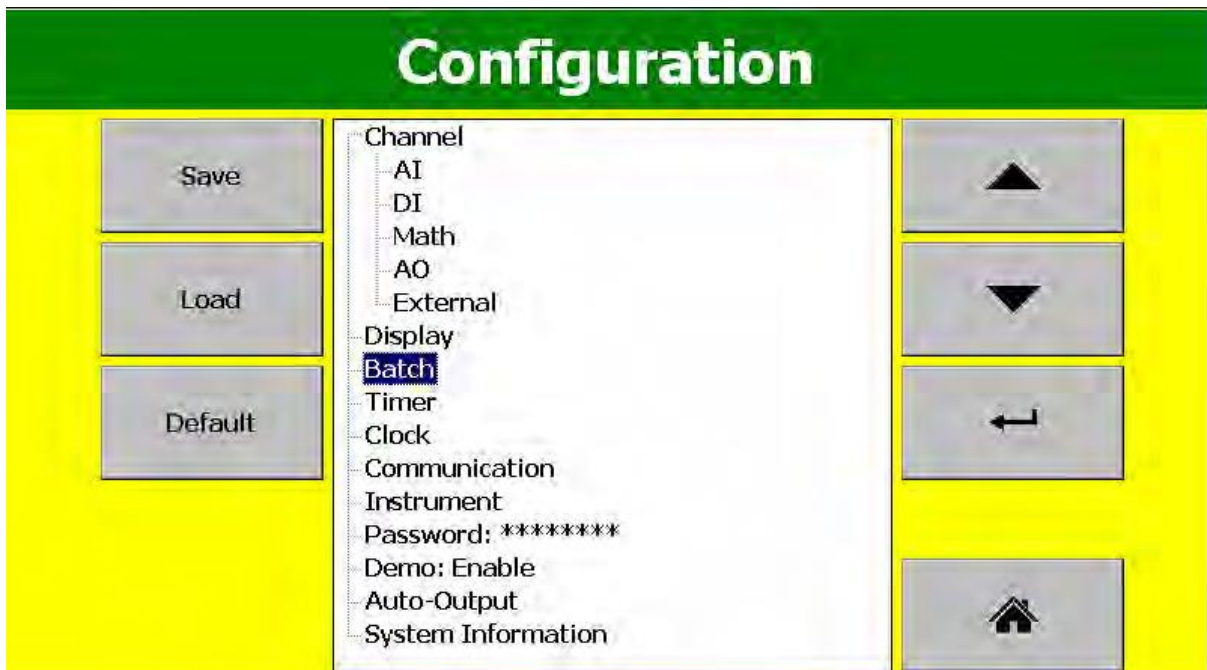 Configuration
Save
Load
Default
Channel
AI
DI
Math
AO
External
Display
Batch
Timer
Clock
Communication
Instrument
Password: ********
Demo: Enable
Auto-Output
System Information